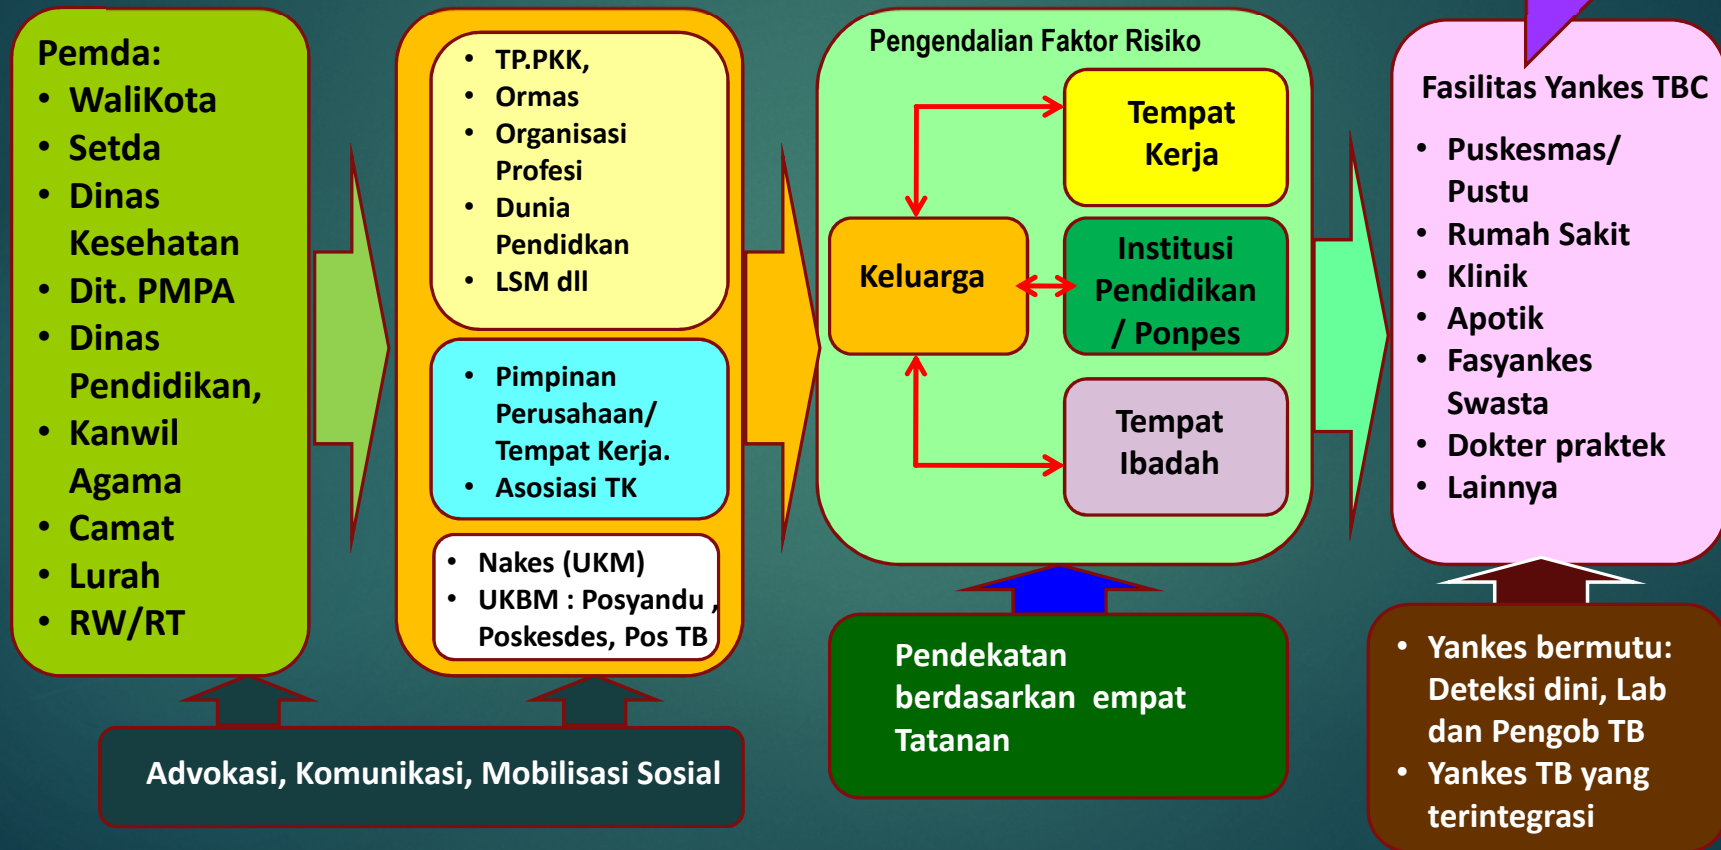 Pemda:
• WaliKota
• Setda
• Dinas
Kesehatan
• Dit. PMPA
• Dinas
Pendidikan,
• Kanwil
Agama
• Camat
• Lurah
• RW/RT
• TP.PKK,
• Ormas
• Organisasi
Profesi
• Dunia
Pendidkan
• LSM dll
• Pimpinan
Perusahaan/
Tempat Kerja.
• Asosiasi TK
• Nakes (UKM)
• UKBM : Posyandu ,
Poskesdes, Pos TB
Advokasi, Komunikasi, Mobilisasi Sosial
Pengendalian Faktor Risiko
Keluarga
Tempat
Kerja
Institusi
Pendidikan
/ Ponpes
Tempat
Ibadah
Pendekatan
berdasarkan empat
Tatanan
Fasilitas Yankes TBC
• Puskesmas/
Pustu
• Rumah Sakit
• Klinik
• Apotik
• Fasyankes
Swasta
• Dokter praktek
• Lainnya
• Yankes bermutu:
Deteksi dini, Lab
dan Pengob TB
• Yankes TB yang
terintegrasi